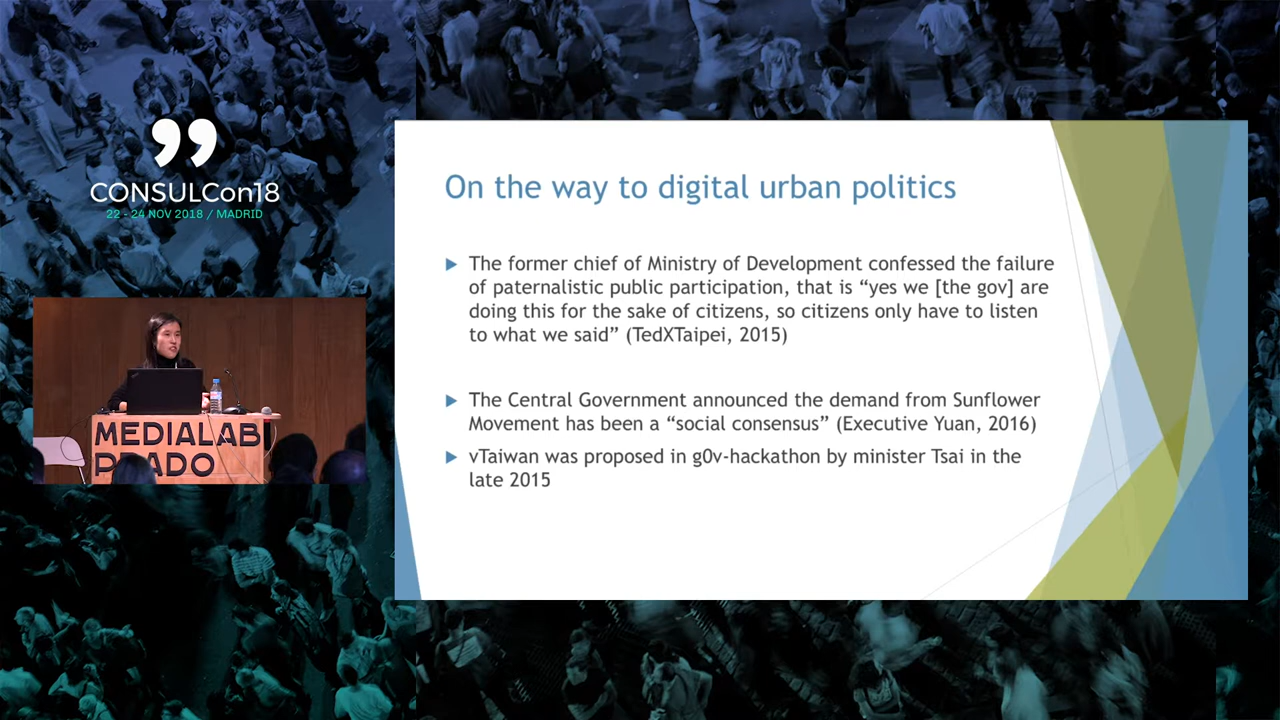 CONSULCon18
22 - 24 NOV 2018 / MADRID
MEDIALAB
PRADO
On the way to digital urban politics
The former chief of Ministry of Development confessed the failure
of paternalistic public participation, that is “yes we [the gov] are
doing this for the sake of citizens, so citizens only have to listen
to what we said” (TedXTaipei, 2015)
The Central Government announced the demand from Sunflower
Movement has been a “social consensus” (Executive Yuan, 2016)
vTaiwan was proposed in g0v-hackathon by minister Tsai in the
late 2015